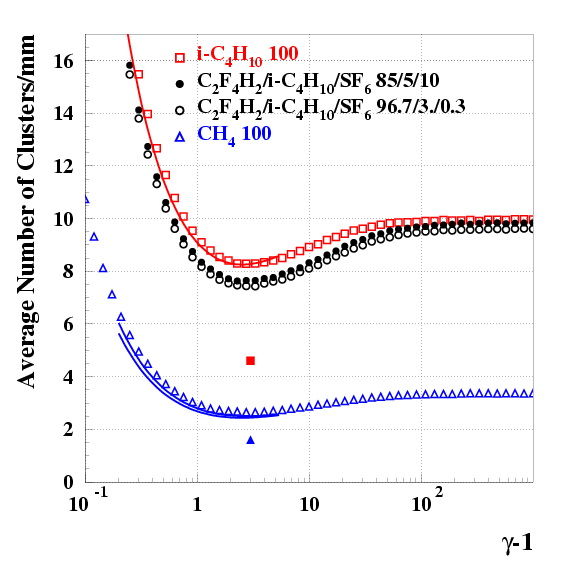 i-C₄H₁₀ 100
C₂F₄H₂/i-C₄H₁₀/SF₆ 85/5/10
C₂F₄H₂/i-C₄H₁₀/SF₆ 96.7/3./0.3
CH₄ 100
Average Number of Clusters/mm
16
14
12
10
8
6
4
2
0
10⁻¹ 1 10 10²
γ-1